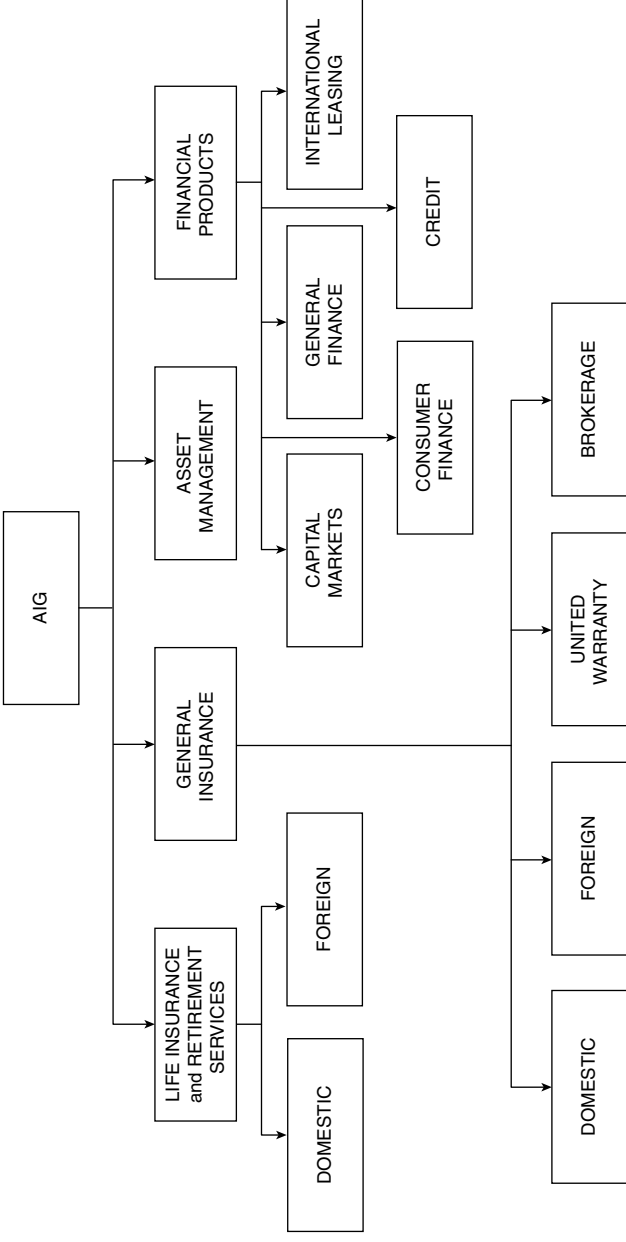 AIG
LIFE INSURANCE
and RETIREMENT
SERVICES
GENERAL
INSURANCE
ASSET
MANAGEMENT
FINANCIAL
PRODUCTS
DOMESTIC
FOREIGN
CAPITAL
MARKETS
GENERAL
FINANCE
INTERNATIONAL
LEASING
CONSUMER
FINANCE
CREDIT
DOMESTIC
FOREIGN
UNITED
WARRANTY
BROKERAGE